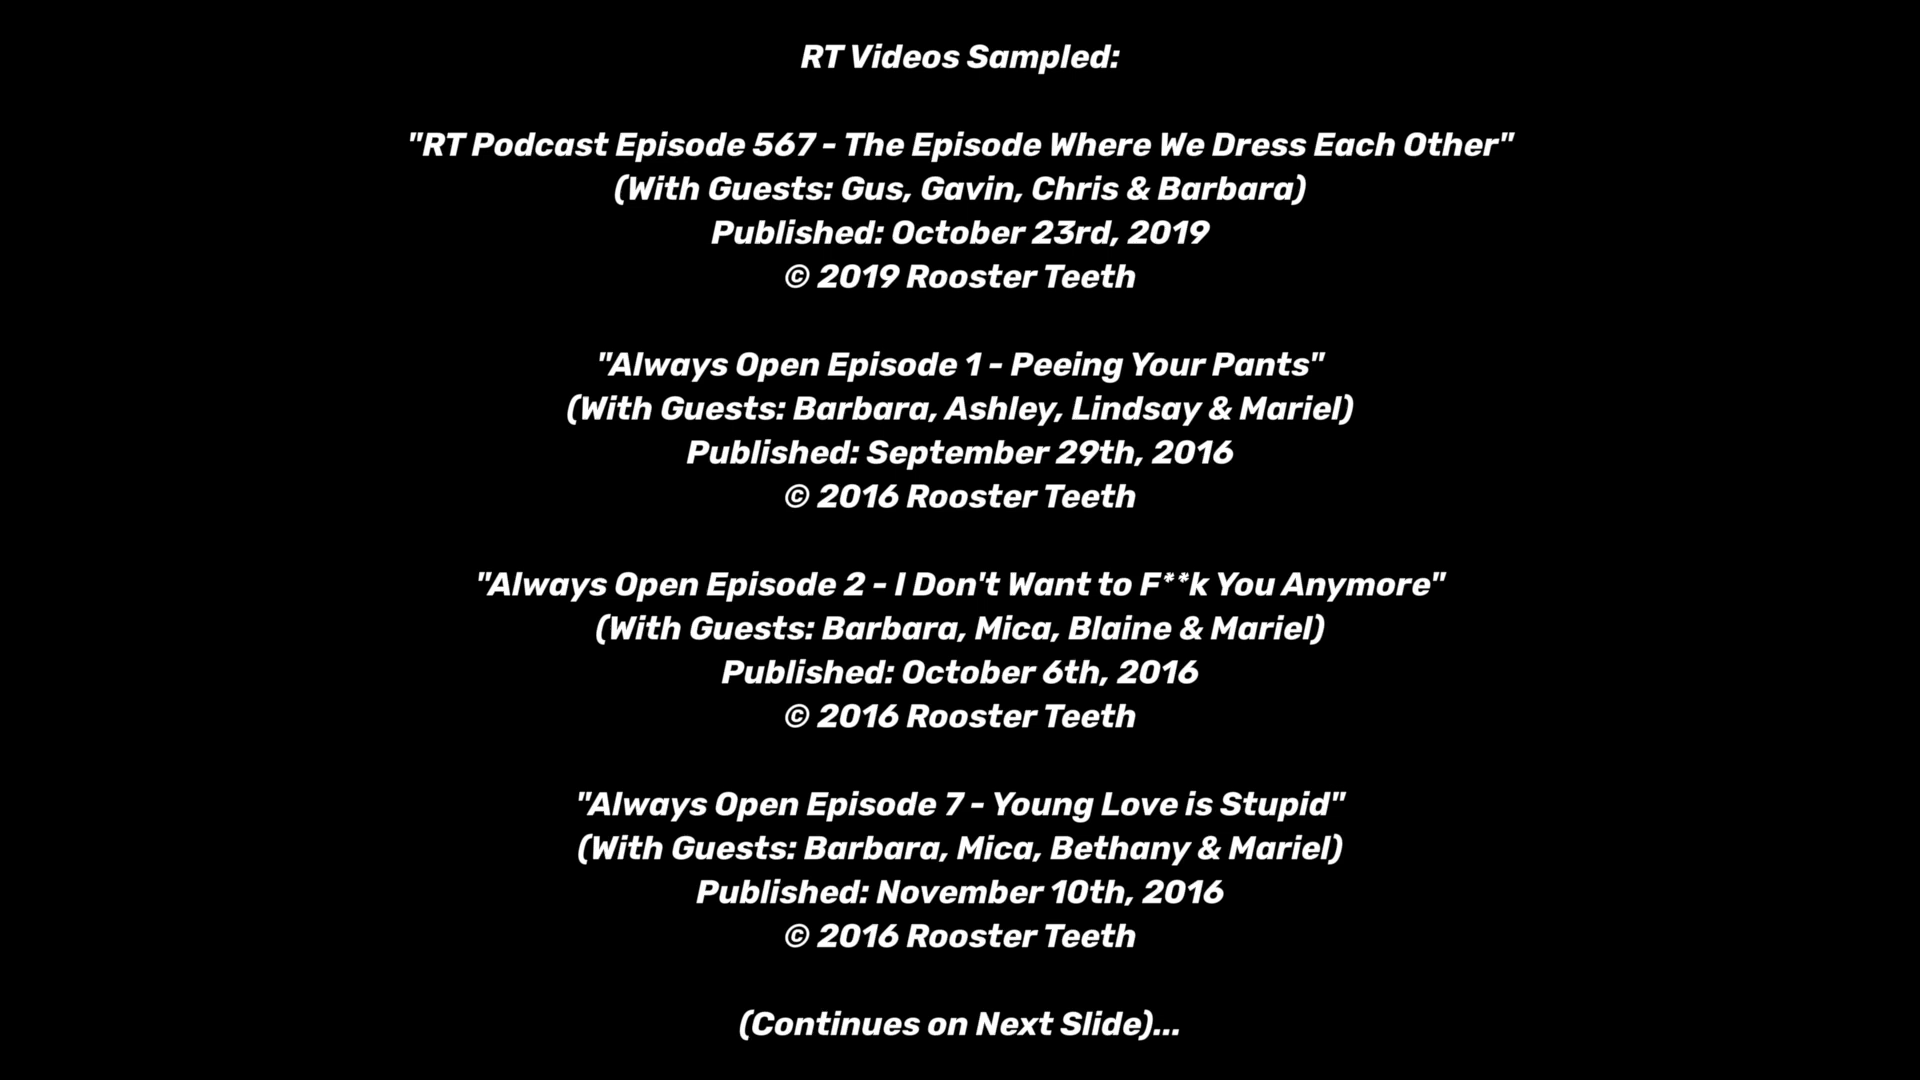 RT Videos Sampled:
"RT Podcast Episode 567 - The Episode Where We Dress Each Other"
(With Guests: Gus, Gavin, Chris & Barbara)
Published: October 23rd, 2019
© 2019 Rooster Teeth
"Always Open Episode 1 - Peeing Your Pants"
(With Guests: Barbara, Ashley, Lindsay & Mariel)
Published: September 29th, 2016
© 2016 Rooster Teeth
"Always Open Episode 2 - I Don't Want to F**k You Anymore"
(With Guests: Barbara, Mica, Blaine & Mariel)
Published: October 6th, 2016
© 2016 Rooster Teeth
"Always Open Episode 7 - Young Love is Stupid"
(With Guests: Barbara, Mica, Bethany & Mariel)
Published: November 10th, 2016
© 2016 Rooster Teeth
(Continues on Next Slide)...